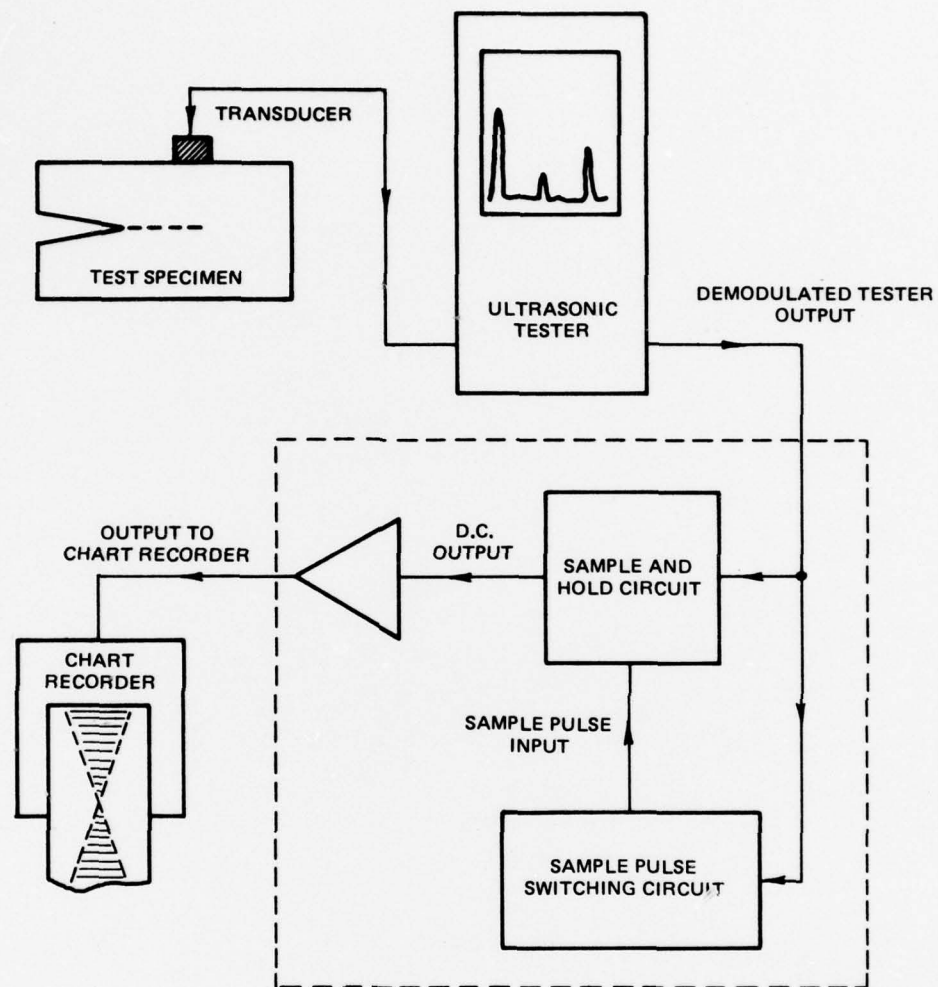 TRANSDUCER
TEST SPECIMEN
ULTRASONIC
TESTER
DEMODULATED TESTER
OUTPUT
OUTPUT TO
CHART RECORDER
D.C.
OUTPUT
SAMPLE AND
HOLD CIRCUIT
CHART
RECORDER
SAMPLE PULSE
INPUT
SAMPLE PULSE
SWITCHING CIRCUIT